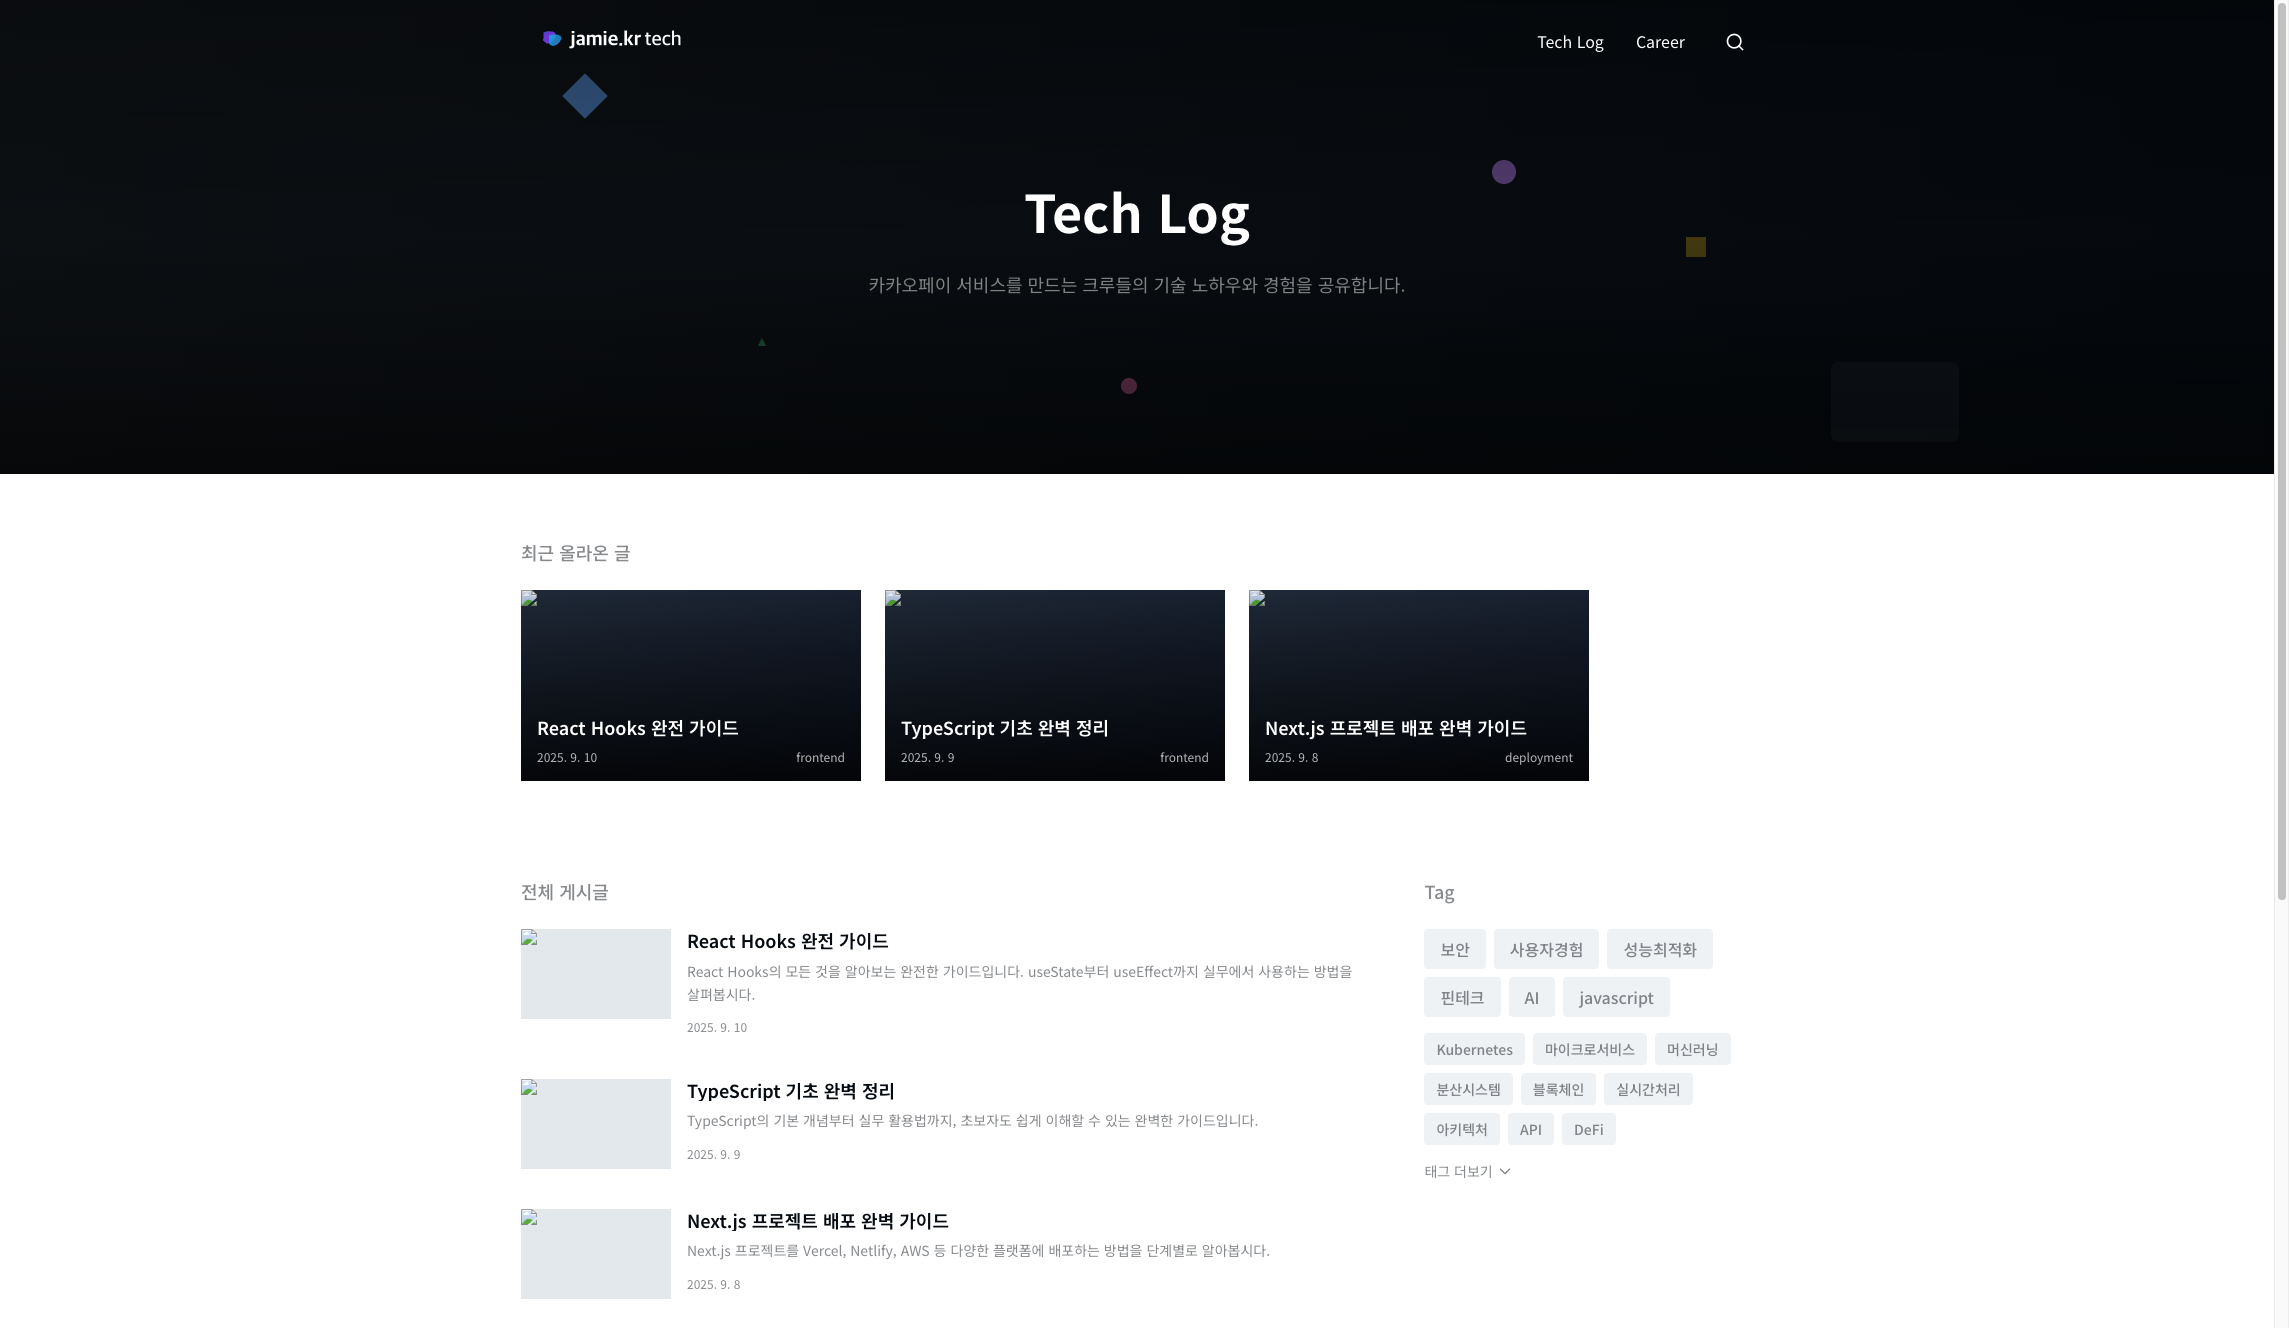 jamie.kr tech
Tech Log
Career
Tech Log
카카오페이 서비스를 만드는 크루들의 기술 노하우와 경험을 공유합니다.
최근 올라온 글
React Hooks 완전 가이드
2025. 9. 10
frontend
TypeScript 기초 완벽 정리
2025. 9. 9
frontend
Next.js 프로젝트 배포 완벽 가이드
2025. 9. 8
deployment
전체 게시글
React Hooks 완전 가이드
React Hooks의 모든 것을 알아보는 완전한 가이드입니다. useState부터 useEffect까지 실무에서 사용하는 방법을
살펴봅시다.
2025. 9. 10
TypeScript 기초 완벽 정리
TypeScript의 기본 개념부터 실무 활용법까지, 초보자도 쉽게 이해할 수 있는 완벽한 가이드입니다.
2025. 9. 9
Next.js 프로젝트 배포 완벽 가이드
Next.js 프로젝트를 Vercel, Netlify, AWS 등 다양한 플랫폼에 배포하는 방법을 단계별로 알아봅시다.
2025. 9. 8
Tag
보안 사용자경험 성능최적화
핀테크 AI javascript
Kubernetes 마이크로서비스 머신러닝
분산시스템 블록체인 실시간처리
아키텍처 API DeFi
태그 더보기